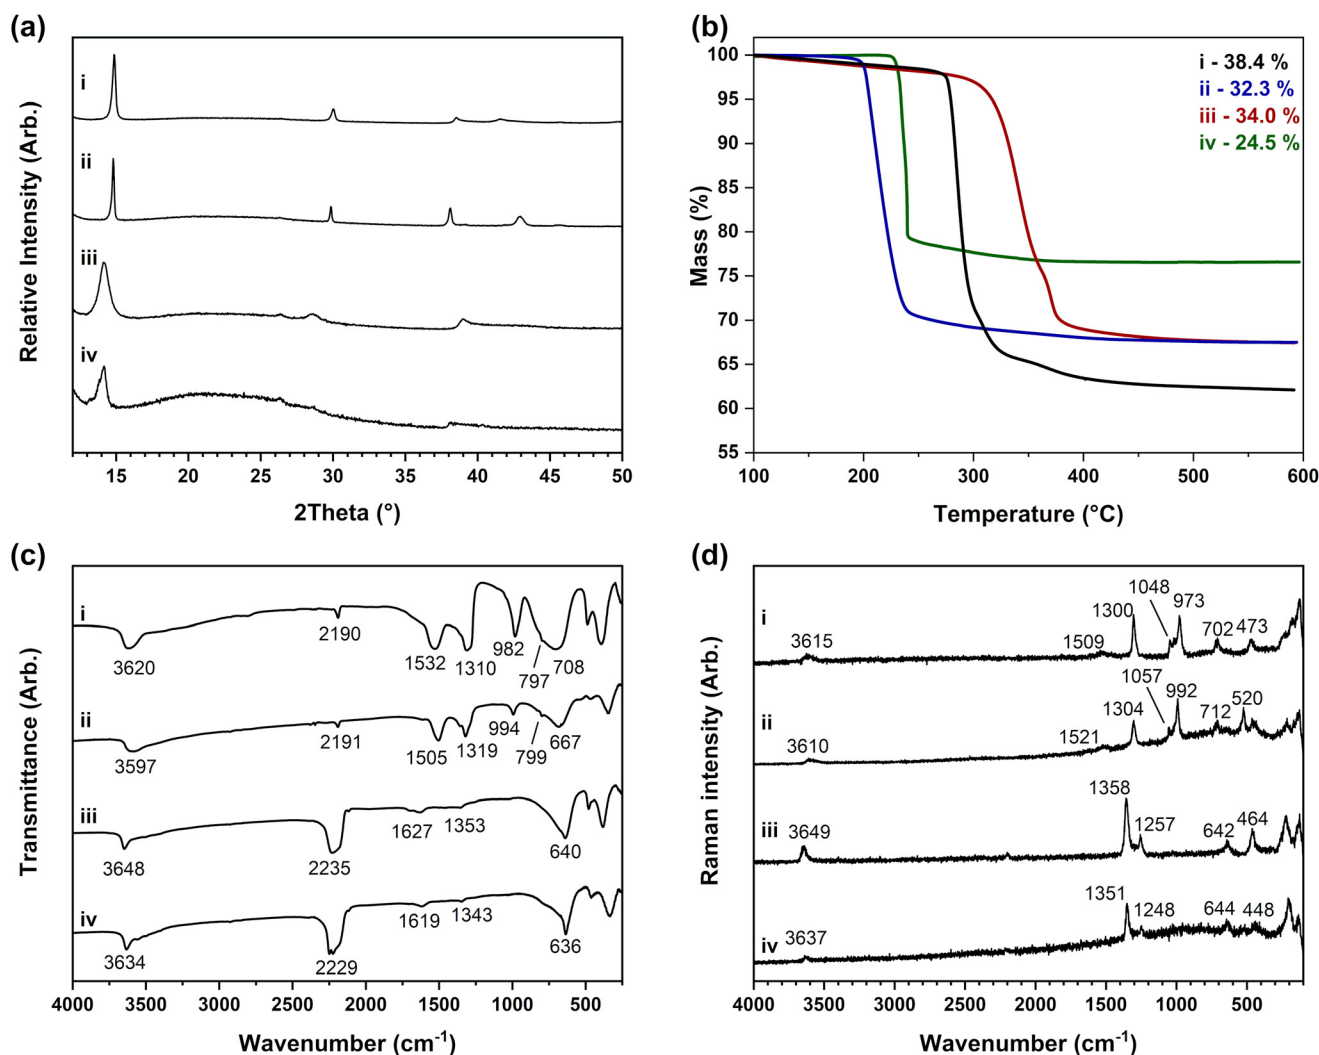 (a)
Relative Intensity (Arb.)
i
ii
iii
iv
15 20 25 30 35 40 45 50
2Theta (°)
(b)
Mass (%)
100
95
90
85
80
75
70
65
60
55
i - 38.4 %
ii - 32.3 %
iii - 34.0 %
iv - 24.5 %
100 200 300 400 500 600
Temperature (°C)
(c)
Transmittance (Arb.)
i
3620
2190
1532
1310
982
797
708
ii
3597
2191
1505
1319
994
799
667
iii
3648
2235
1627
1353
640
iv
3634
2229
1619
1343
636
4000 3500 3000 2500 2000 1500 1000 500
Wavenumber (cm-1)
(d)
Raman intensity (Arb.)
i
3615
1509
1300
1048
973
702
473
ii
3610
1521
1304
1057
992
712
520
iii
3649
1358
1257
642
464
iv
3637
1351
1248
644
448
4000 3500 3000 2500 2000 1500 1000 500
Wavenumber (cm-1)